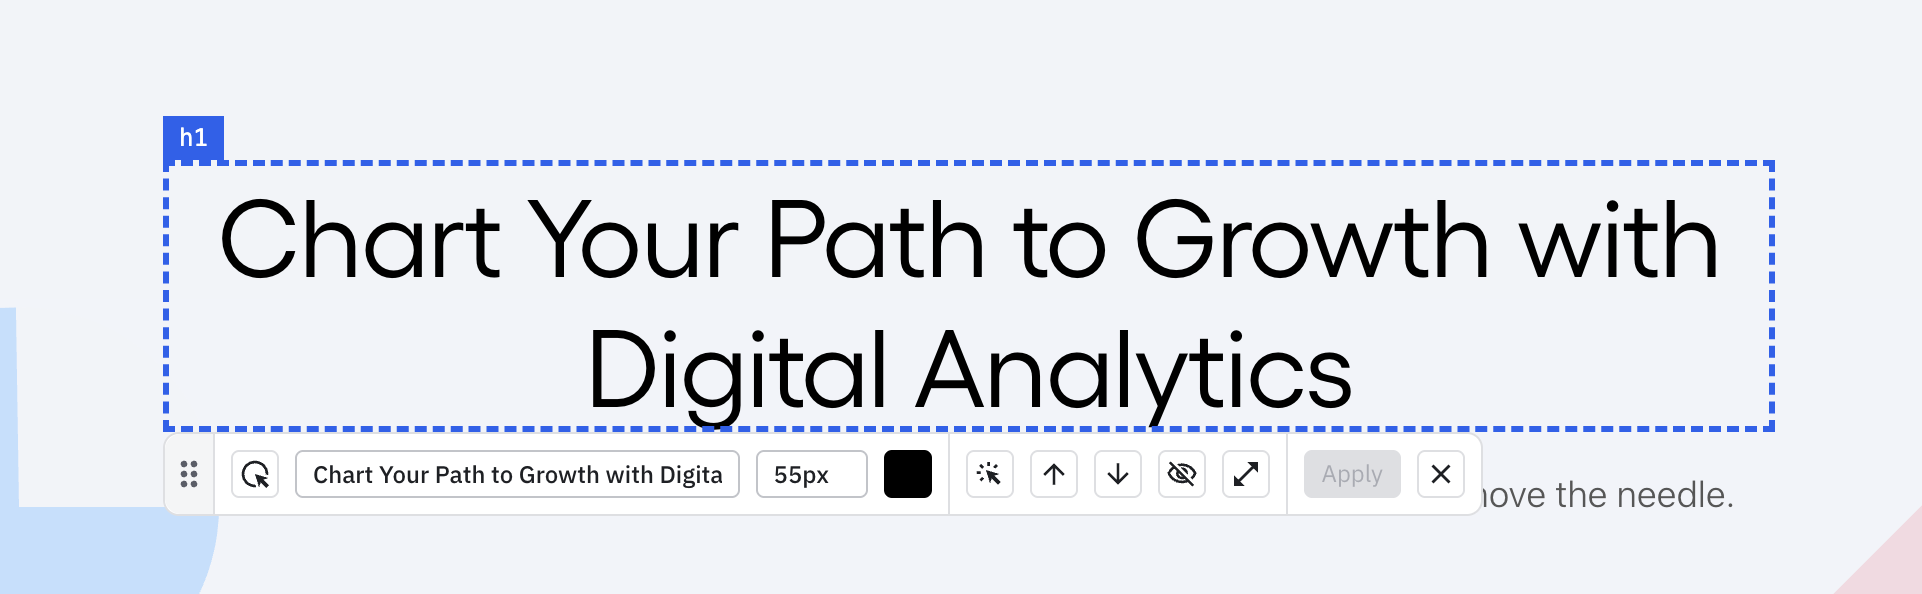 h1
Chart Your Path to Growth with
Digital Analytics
Chart Your Path to Growth with Digita
55px
Apply
the needle.